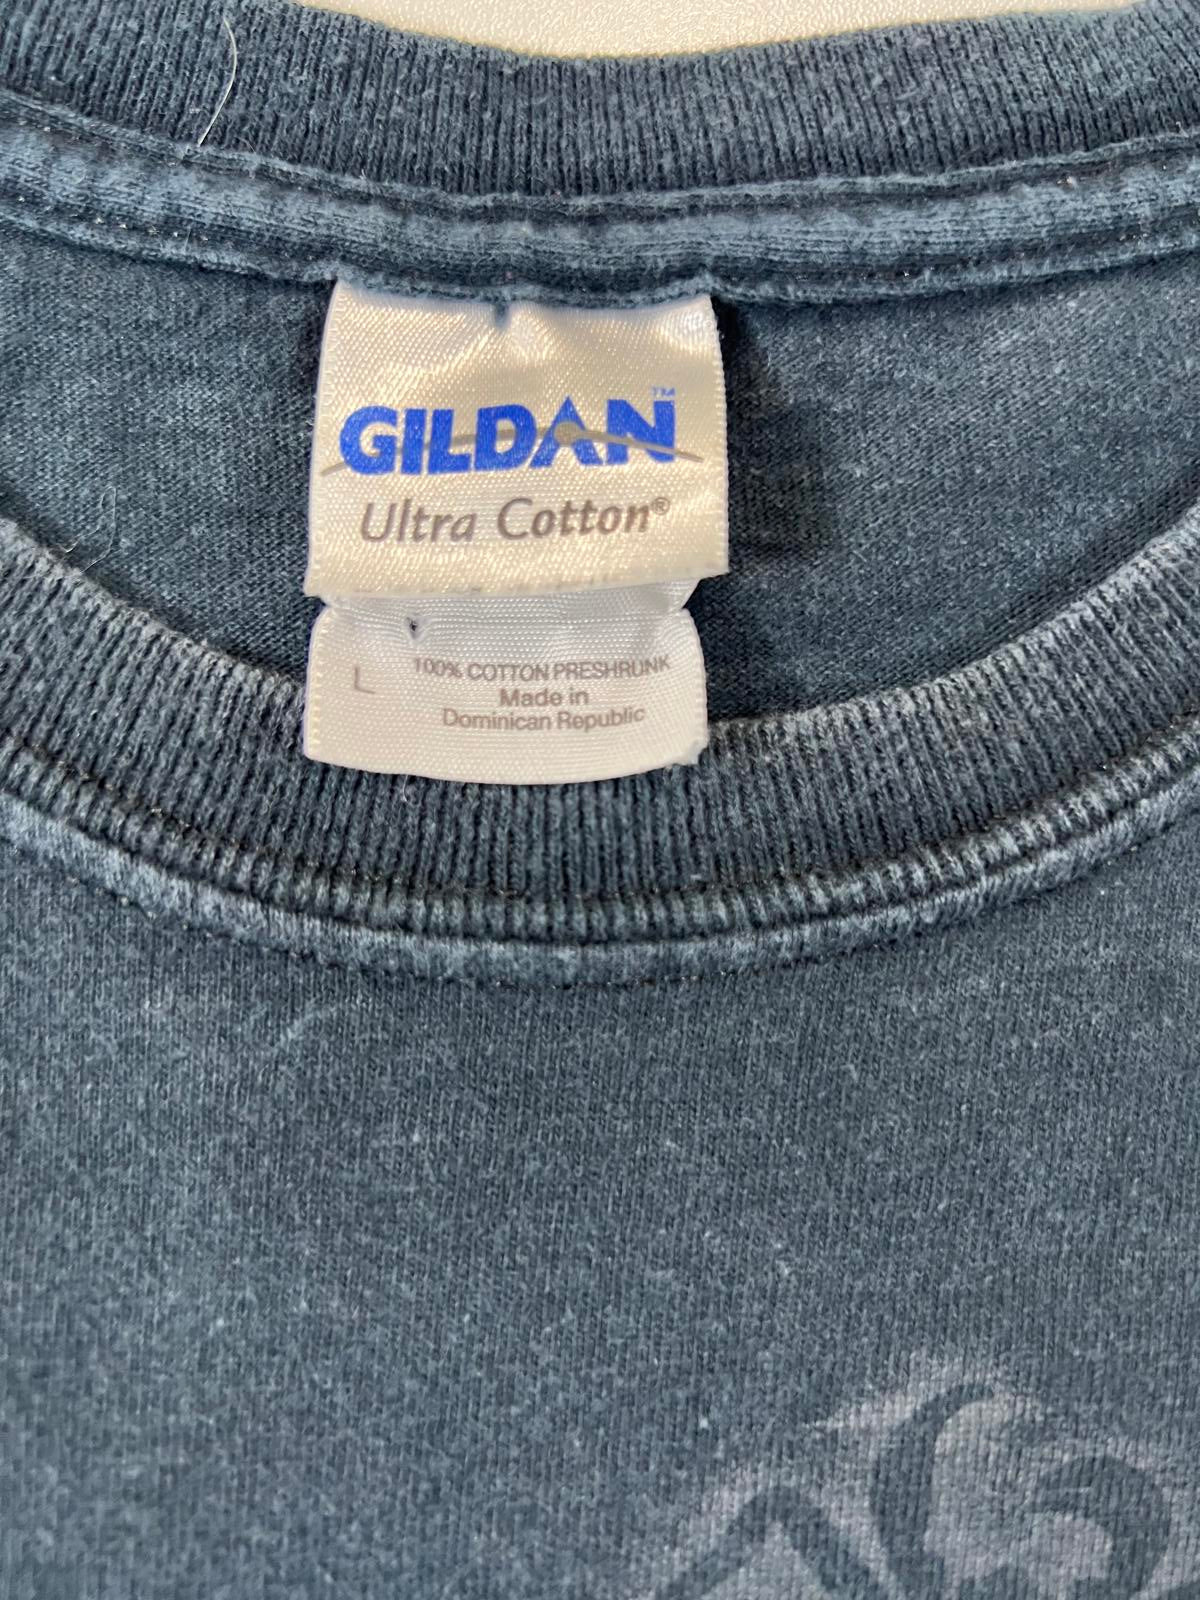 GILDAN™
Ultra Cotton®
L
100% COTTON PRESHRUNK
Made in
Dominican Republic